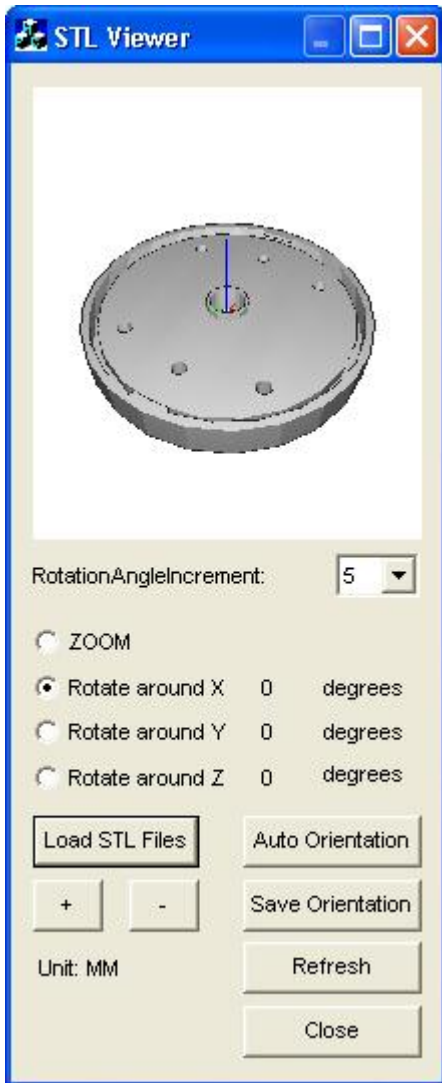 STL Viewer
RotationAngleIncrement: 5
ZOOM
Rotate around X 0 degrees
Rotate around Y 0 degrees
Rotate around Z 0 degrees
Load STL Files Auto Orientation
+ - Save Orientation
Unit: MM Refresh
Close